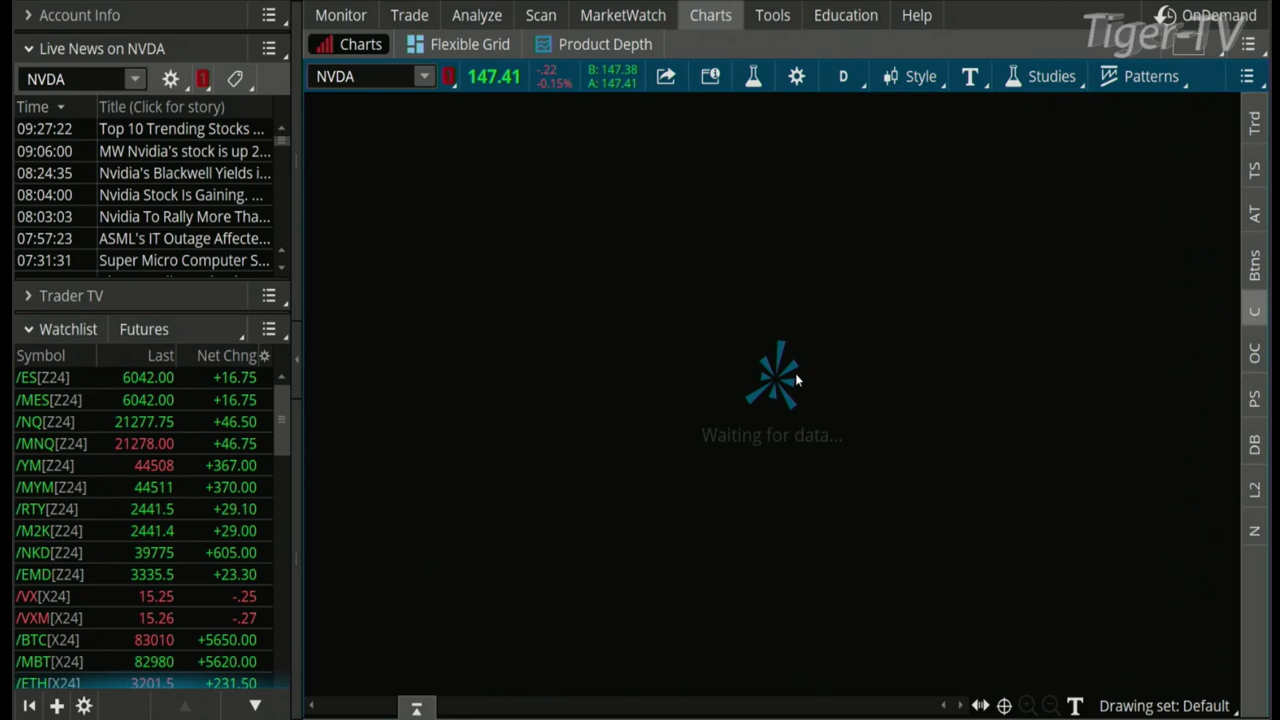 Account Info
Monitor Trade Analyze Scan MarketWatch Charts Tools Education Help
OnDemand
Tiger-TV
Live News on NVDA
Charts Flexible Grid Product Depth
NVDA 1
NVDA 147.41 -.22 -0.15% B: 147.38 A: 147.41 D Style T Studies Patterns
Time Title (Click for story)
09:27:22 Top 10 Trending Stocks ...
09:06:00 MW Nvidia's stock is up 2...
08:24:35 Nvidia's Blackwell Yields i...
08:04:00 Nvidia Stock Is Gaining. ...
08:03:03 Nvidia To Rally More Tha...
07:57:23 ASML's IT Outage Affecte...
07:31:31 Super Micro Computer S...
Trader TV
Watchlist Futures
Symbol Last Net Chng
/ES[Z24] 6042.00 +16.75
/MES[Z24] 6042.00 +16.75
/NQ[Z24] 21277.75 +46.50
/MNQ[Z24] 21278.00 +46.75
/YM[Z24] 44508 +367.00
/MYM[Z24] 44511 +370.00
/RTY[Z24] 2441.5 +29.10
/M2K[Z24] 2441.4 +29.00
/NKD[Z24] 39775 +605.00
/EMD[Z24] 3335.5 +23.30
/VX[X24] 15.25 -.25
/VXM[X24] 15.26 -.27
/BTC[X24] 83010 +5650.00
/MBT[X24] 82980 +5620.00
/ETH[X24] 3201.5 +231.50
Waiting for data...
Trd
TS
AT
Btns
C
OC
PS
DB
L2
N
T Drawing set: Default